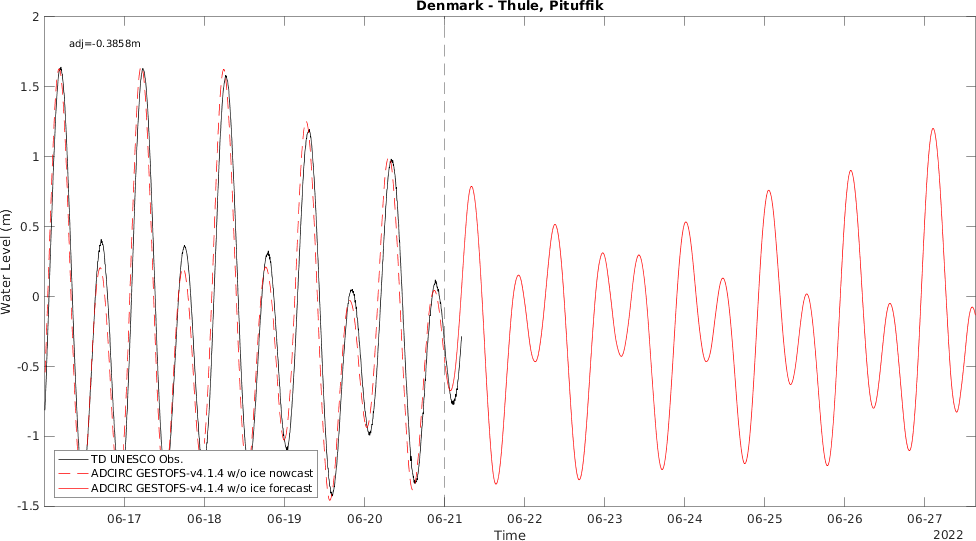 Denmark - Thule, Pituffik
2
adj=-0.3858m
1.5
1
0.5
0
-0.5
-1
-1.5
Water Level (m)
TD UNESCO Obs.
ADCIRC GESTOFS-v4.1.4 w/o ice nowcast
ADCIRC GESTOFS-v4.1.4 w/o ice forecast
06-17 06-18 06-19 06-20 06-21 06-22 06-23 06-24 06-25 06-26 06-27
Time
2022